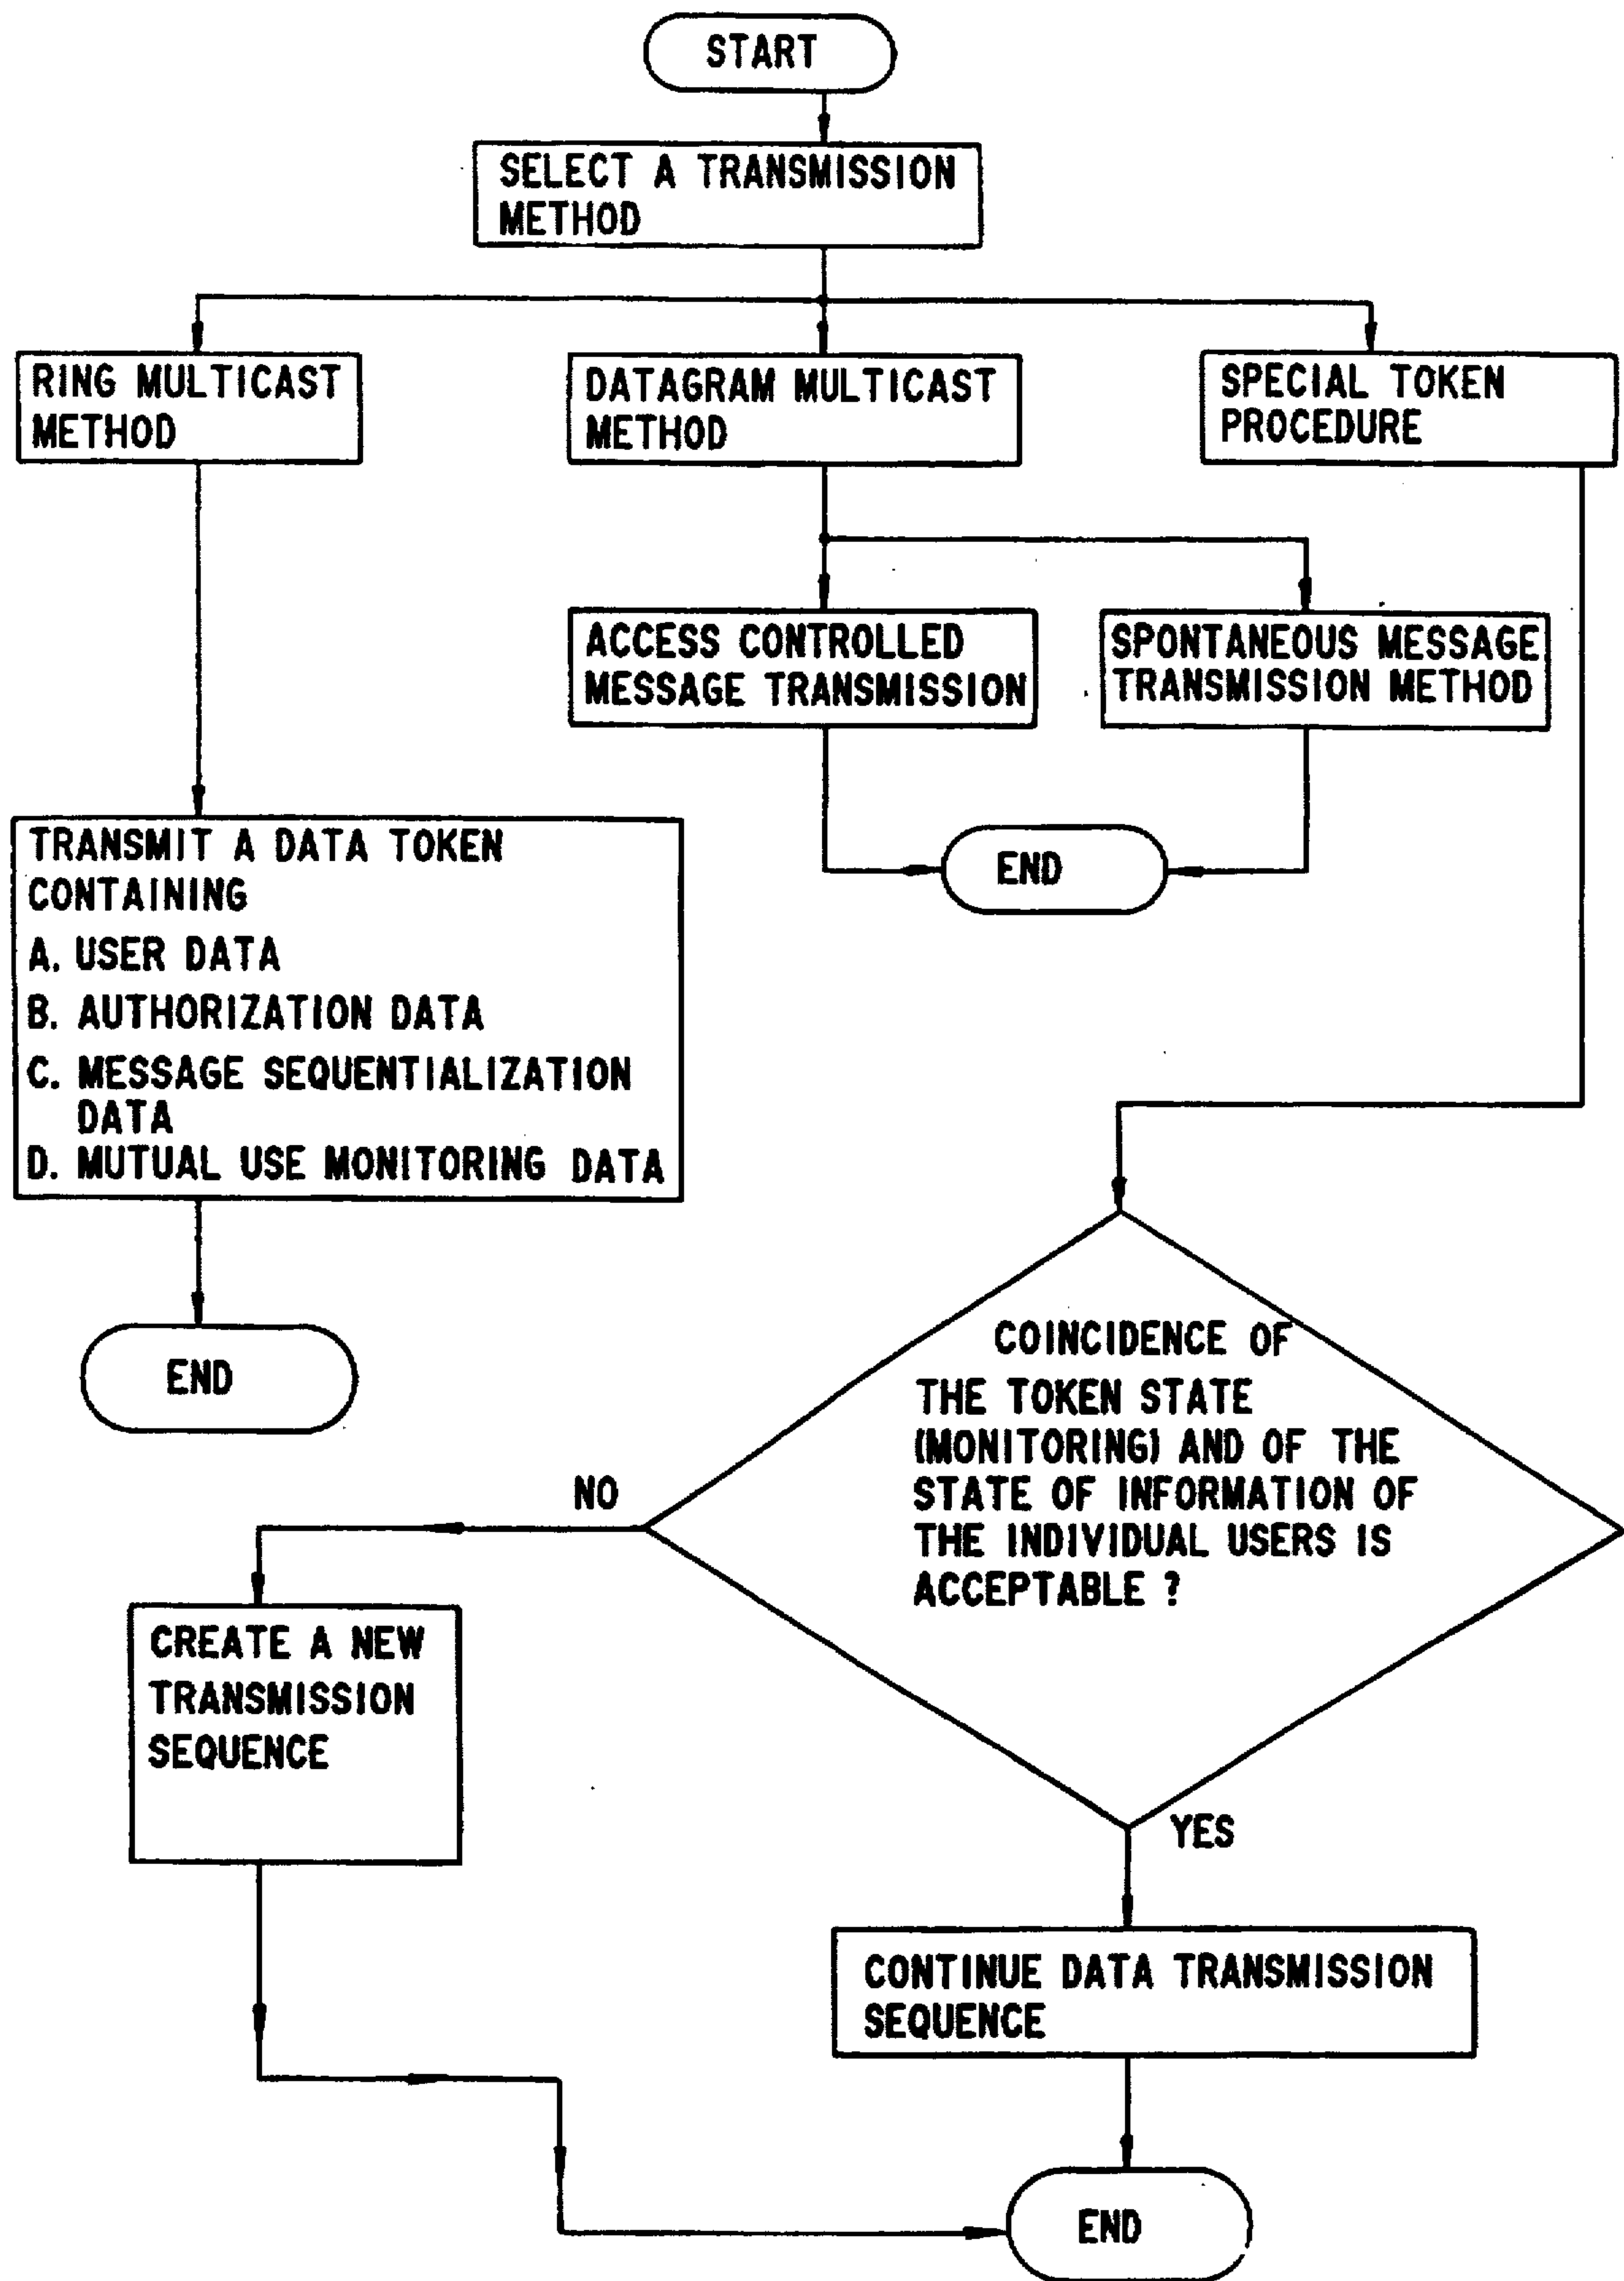 START
SELECT A TRANSMISSION
METHOD
RING MULTICAST
METHOD
DATAGRAM MULTICAST
METHOD
SPECIAL TOKEN
PROCEDURE
ACCESS CONTROLLED
MESSAGE TRANSMISSION
SPONTANEOUS MESSAGE
TRANSMISSION METHOD
END
TRANSMIT A DATA TOKEN
CONTAINING
A. USER DATA
B. AUTHORIZATION DATA
C. MESSAGE SEQUENTIALIZATION
DATA
D. MUTUAL USE MONITORING DATA
END
COINCIDENCE OF
THE TOKEN STATE
(MONITORING) AND OF THE
STATE OF INFORMATION OF
THE INDIVIDUAL USERS IS
ACCEPTABLE ?
NO
CREATE A NEW
TRANSMISSION
SEQUENCE
YES
CONTINUE DATA TRANSMISSION
SEQUENCE
END